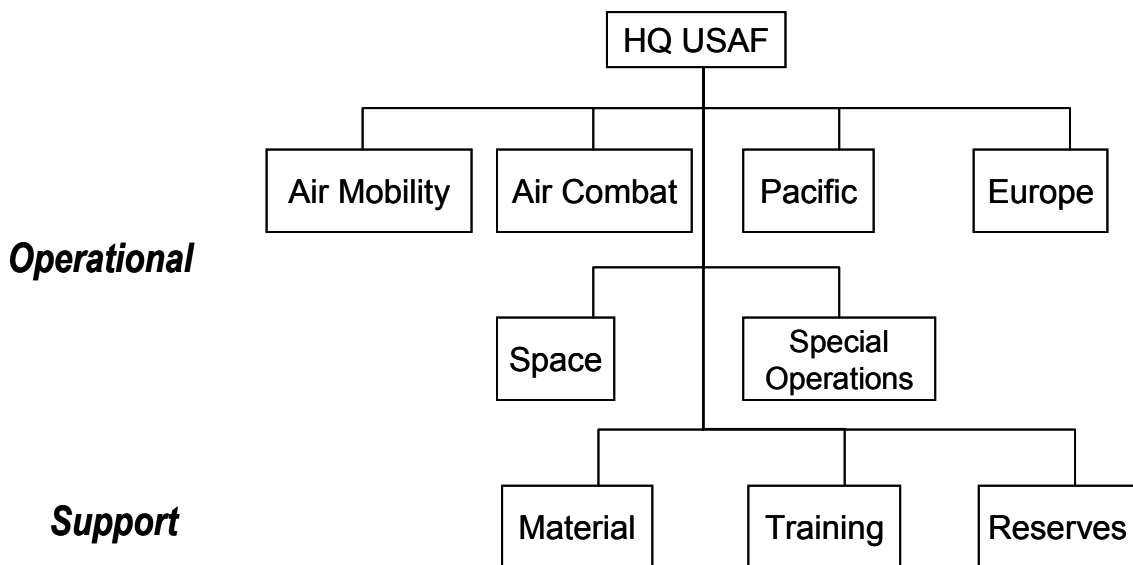 HQ USAF
Air Mobility
Air Combat
Pacific
Europe
Operational
Space
Special
Operations
Support
Material
Training
Reserves